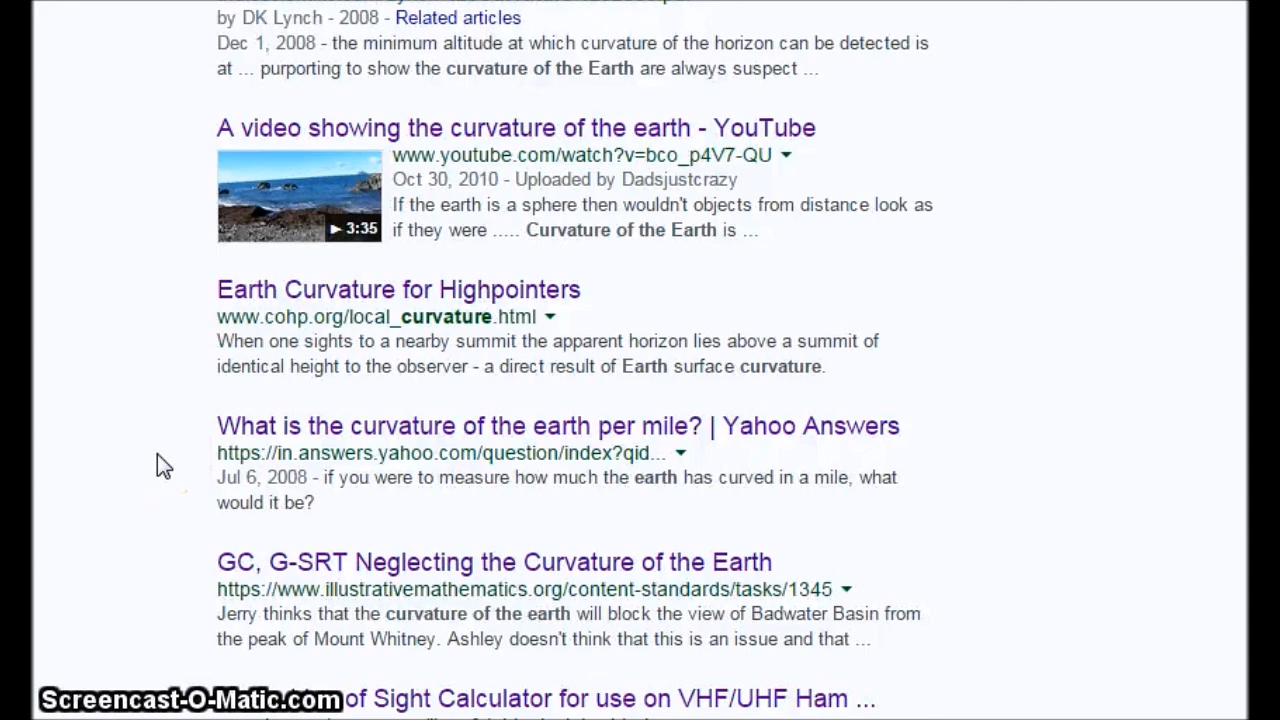 by DK Lynch - 2008 - Related articles
Dec 1, 2008 - the minimum altitude at which curvature of the horizon can be detected is
at ... purporting to show the curvature of the Earth are always suspect ...
A video showing the curvature of the earth - YouTube
www.youtube.com/watch?v=bco_p4V7-QU
Oct 30, 2010 - Uploaded by Dadsjustcrazy
If the earth is a sphere then wouldn't objects from distance look as
3:35
if they were ..... Curvature of the Earth is ...
Earth Curvature for Highpointers
www.cohp.org/local_curvature.html
When one sights to a nearby summit the apparent horizon lies above a summit of
identical height to the observer - a direct result of Earth surface curvature.
What is the curvature of the earth per mile? | Yahoo Answers
https://in.answers.yahoo.com/question/index?qid...
Jul 6, 2008 - if you were to measure how much the earth has curved in a mile, what
would it be?
GC, G-SRT Neglecting the Curvature of the Earth
https://www.illustrativemathematics.org/content-standards/tasks/1345
Jerry thinks that the curvature of the earth will block the view of Badwater Basin from
the peak of Mount Whitney. Ashley doesn't think that this is an issue and that ...
Screencast-O-Matic.com
of Sight Calculator for use on VHF/UHF Ham ...